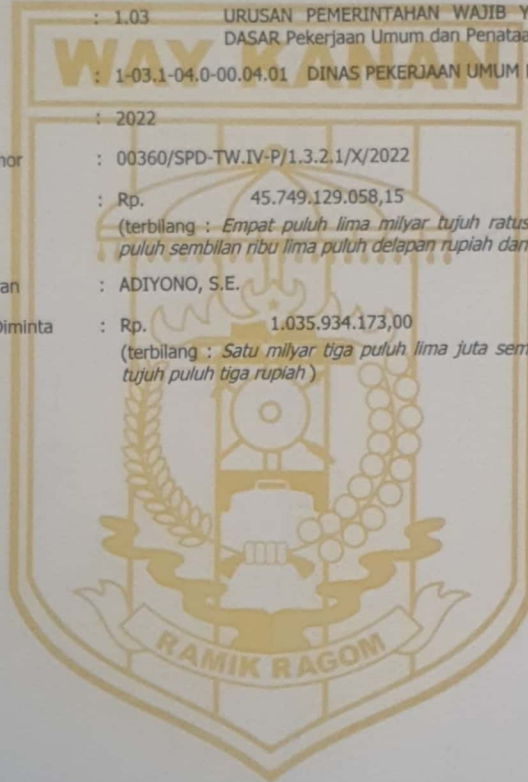 : 1.03 URUSAN PEMERINTAHAN WAJIB Y
DASAR Pekerjaan Umum dan Penataa
WAY KANAN
: 1-03.1-04.0-00.04.01 DINAS PEKERJAAN UMUM
: 2022
nor : 00360/SPD-TW.IV-P/1.3.2.1/X/2022
: Rp. 45.749.129.058,15
(terbilang : Empat puluh lima milyar tujuh ratus
puluh sembilan ribu lima puluh delapan rupiah dan
an : ADIYONO, S.E.
Diminta : Rp. 1.035.934.173,00
(terbilang : Satu milyar tiga puluh lima juta sem
tujuh puluh tiga rupiah )
RAMIK RAGOM